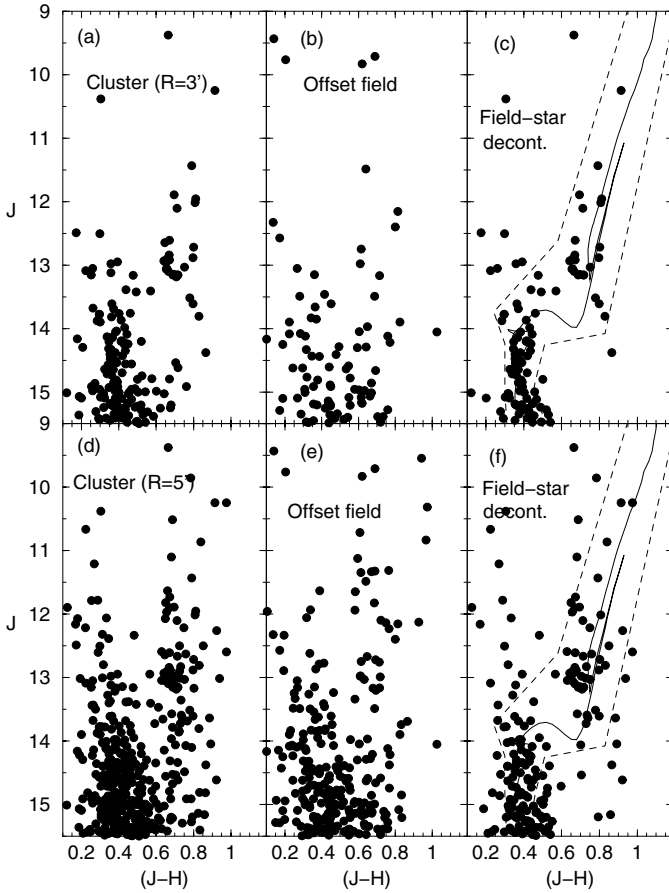 (a)
(b)
(c)
Cluster (R=3')
Offset field
Field−star
decont.
9
10
11
12
13
14
15
9
J
(d)
(e)
(f)
Cluster (R=5')
Offset field
Field−star
decont.
10
11
12
13
14
15
J
0.2 0.4 0.6 0.8 1
0.2 0.4 0.6 0.8 1
0.2 0.4 0.6 0.8 1
(J−H)
(J−H)
(J−H)